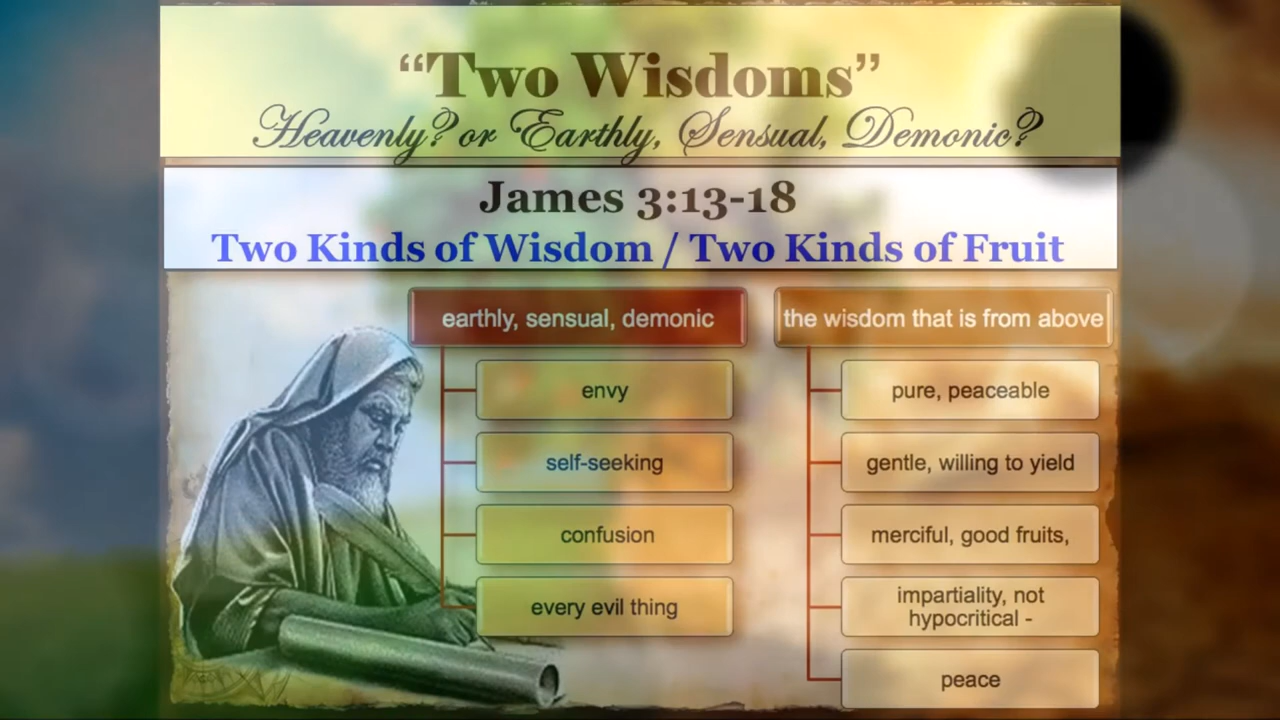 “Two Wisdoms”
Heavenly? or Earthly, Sensual, Demonic?
James 3:13-18
Two Kinds of Wisdom / Two Kinds of Fruit
earthly, sensual, demonic
envy
self-seeking
confusion
every evil thing
the wisdom that is from above
pure, peaceable
gentle, willing to yield
merciful, good fruits,
impartiality, not
hypocritical -
peace